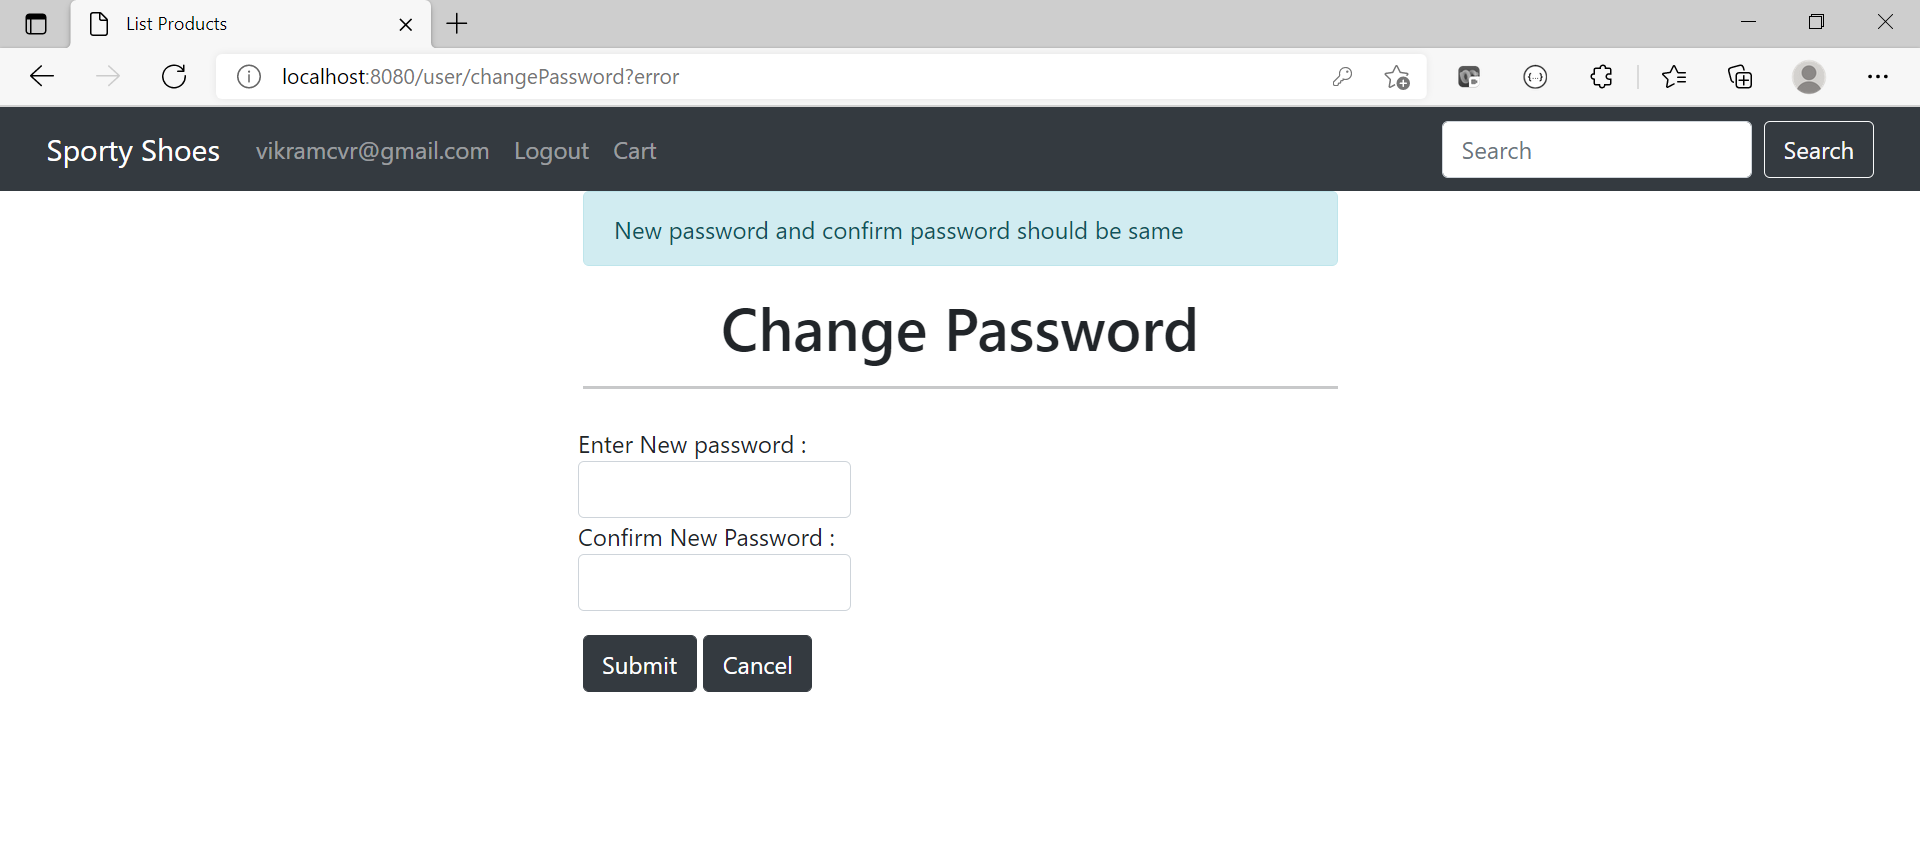 List Products
localhost:8080/user/changePassword?error
Sporty Shoes vikramcvr@gmail.com Logout Cart Search Search
New password and confirm password should be same
Change Password
Enter New password :
Confirm New Password :
Submit Cancel